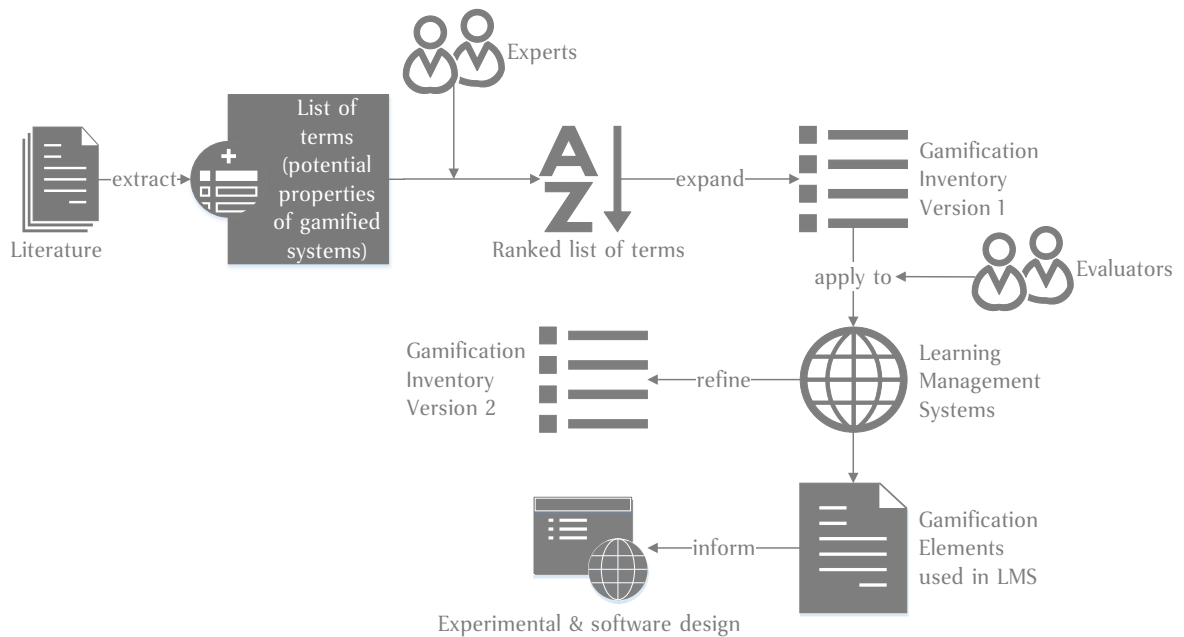 Experts
List of
terms
(potential
properties
of gamified
systems)
extract
Literature
Ranked list of terms
expand
Gamification
Inventory
Version 1
apply to
Evaluators
Gamification
Inventory
Version 2
refine
Learning
Management
Systems
inform
Gamification
Elements
used in LMS
Experimental & software design
A
Z